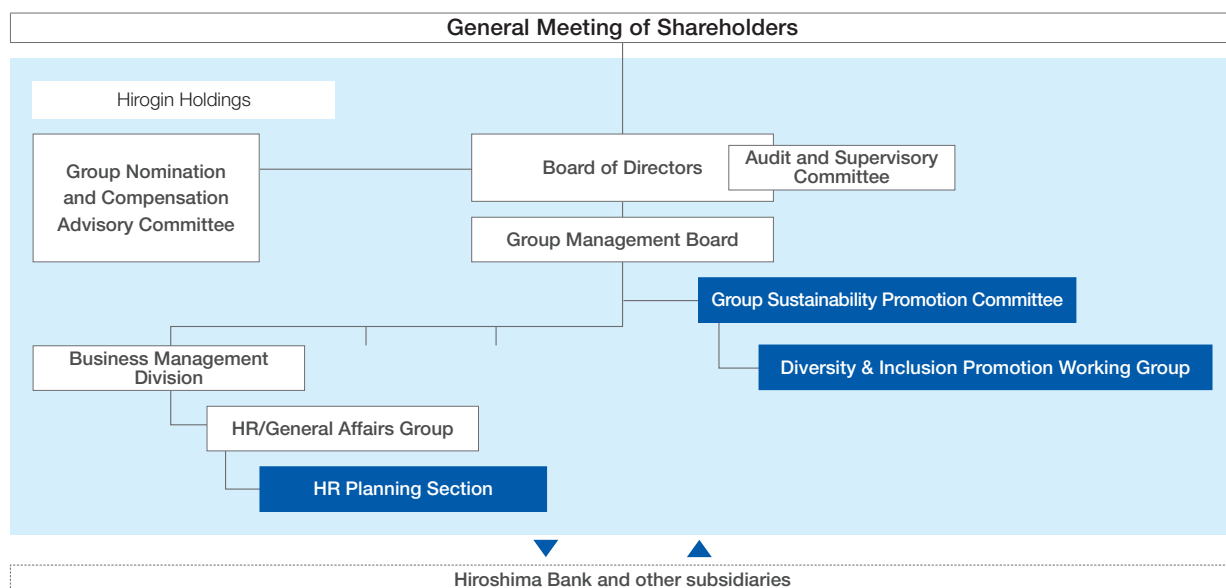 General Meeting of Shareholders
Hirogin Holdings
Group Nomination
and Compensation
Advisory Committee
Board of Directors
Audit and Supervisory
Committee
Group Management Board
Group Sustainability Promotion Committee
Diversity & Inclusion Promotion Working Group
Business Management
Division
HR/General Affairs Group
HR Planning Section
Hiroshima Bank and other subsidiaries